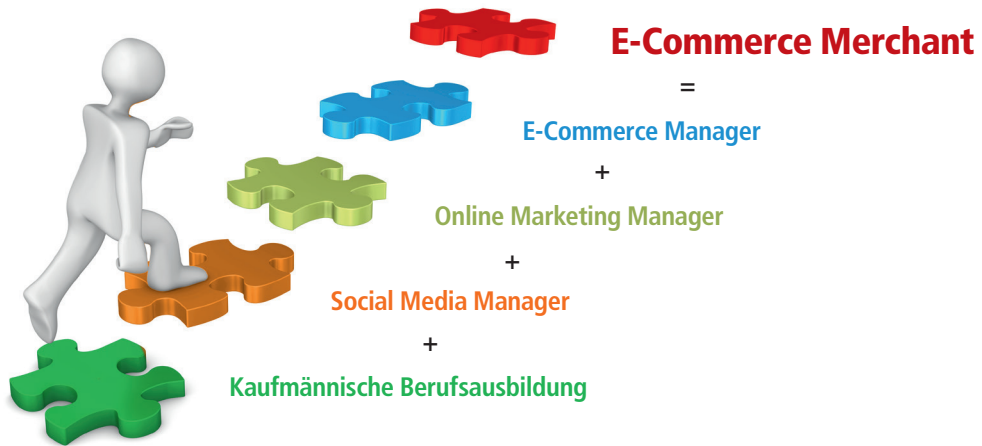 E-Commerce Merchant
=
E-Commerce Manager
+
Online Marketing Manager
+
Social Media Manager
+
Kaufmännische Berufsausbildung